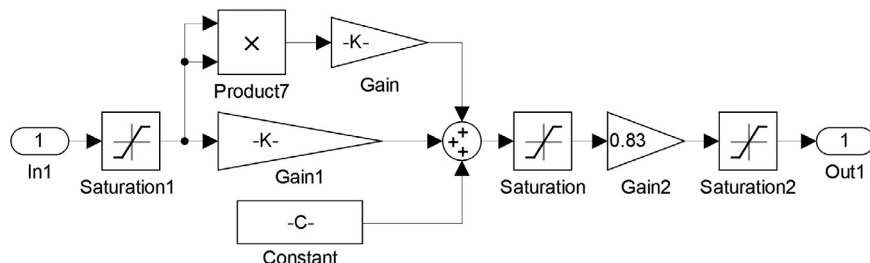 -K-
×
Gain
Product7
1
-K-
+
+
+
0.83
1
In1
Saturation1
Gain1
Saturation
Gain2
Saturation2
Out1
-C-
Constant